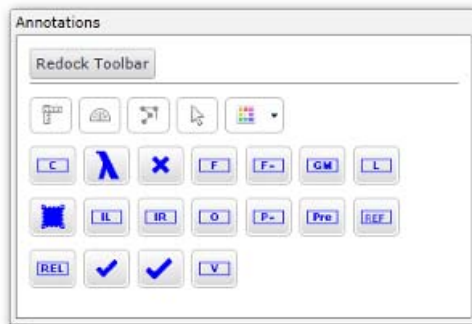 Annotations
Redock Toolbar
C λ F F- GM L
IL IR O P- Pre REF
REL V